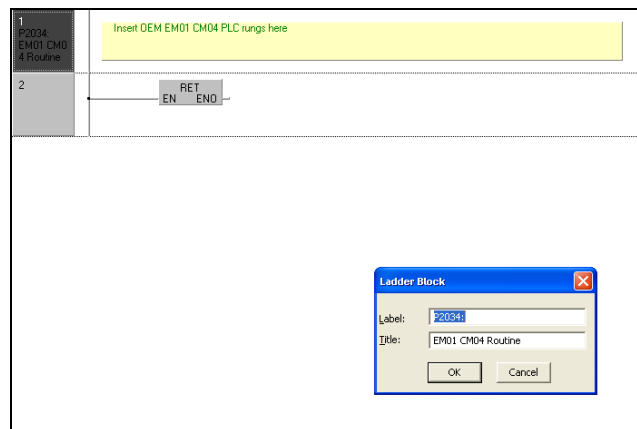 1
P2034:
EM01 CM0
4 Routine
Insert OEM EM01 CM04 PLC rungs here
2
RET
EN ENO
Ladder Block
Label: P2034:
Title: EM01 CM04 Routine
OK Cancel